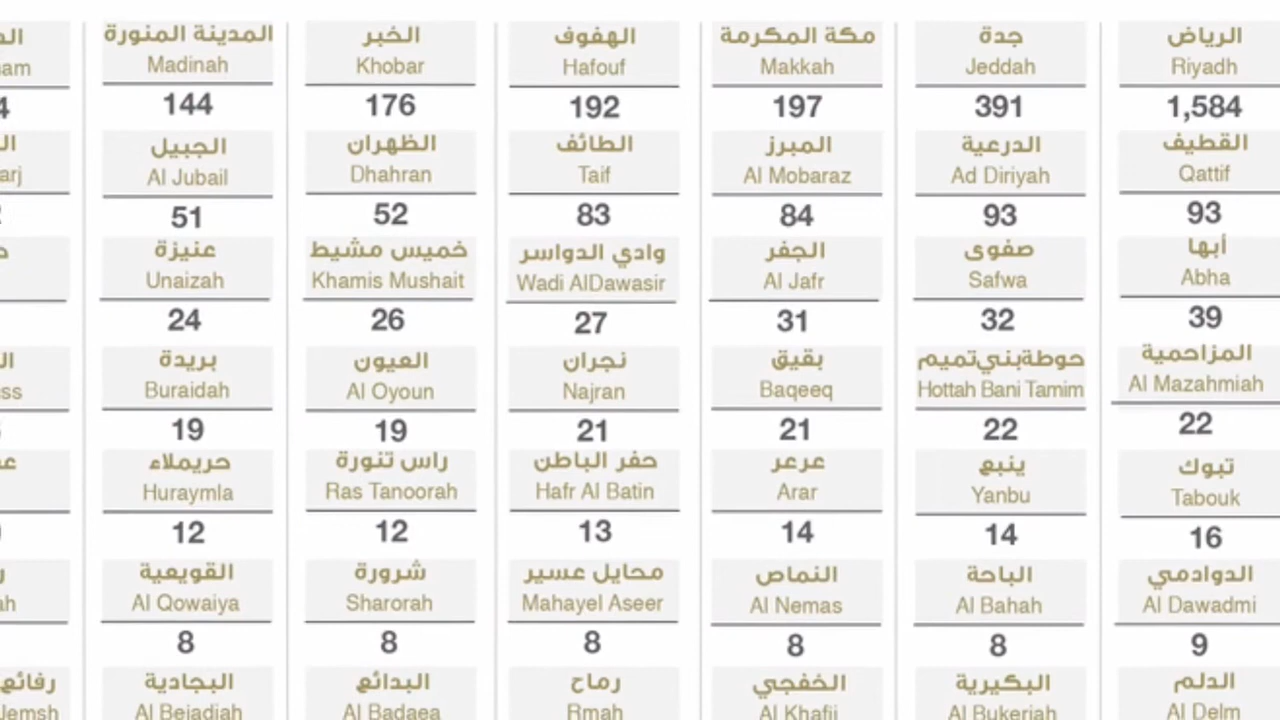 الرياض
Riyadh
1,584
جدة
Jeddah
391
مكة المكرمة
Makkah
197
الهفوف
Hafouf
192
الخبر
Khobar
176
المدينة المنورة
Madinah
144
القطيف
Qattif
93
الدرعية
Ad Diriyah
93
المبرز
Al Mobaraz
84
الطائف
Taif
83
الظهران
Dhahran
52
الجبيل
Al Jubail
51
أبها
Abha
39
صفوى
Safwa
32
الجفر
Al Jafr
31
وادي الدواسر
Wadi AlDawasir
27
خميس مشيط
Khamis Mushait
26
عنيزة
Unaizah
24
المزاحمية
Al Mazahmiah
22
حوطةبني تميم
Hottah Bani Tamim
22
بقيق
Baqeeq
21
نجران
Najran
21
العيون
Al Oyoun
19
بريدة
Buraidah
19
تبوك
Tabouk
16
ينبع
Yanbu
14
عرعر
Arar
14
حفر الباطن
Hafr Al Batin
13
راس تنورة
Ras Tanoorah
12
حريملاء
Huraymla
12
الدوادمي
Al Dawadmi
9
الباحة
Al Bahah
8
النماص
Al Nemas
8
محايل عسير
Mahayel Aseer
8
شرورة
Sharorah
8
القويعية
Al Qowaiya
8
الدلم
Al Delm
البكيرية
Al Bukeriah
الخفجي
Al Khafji
رماح
Rmah
البدائع
Al Badaea
البجادية
Al Bejadiah
رفائع